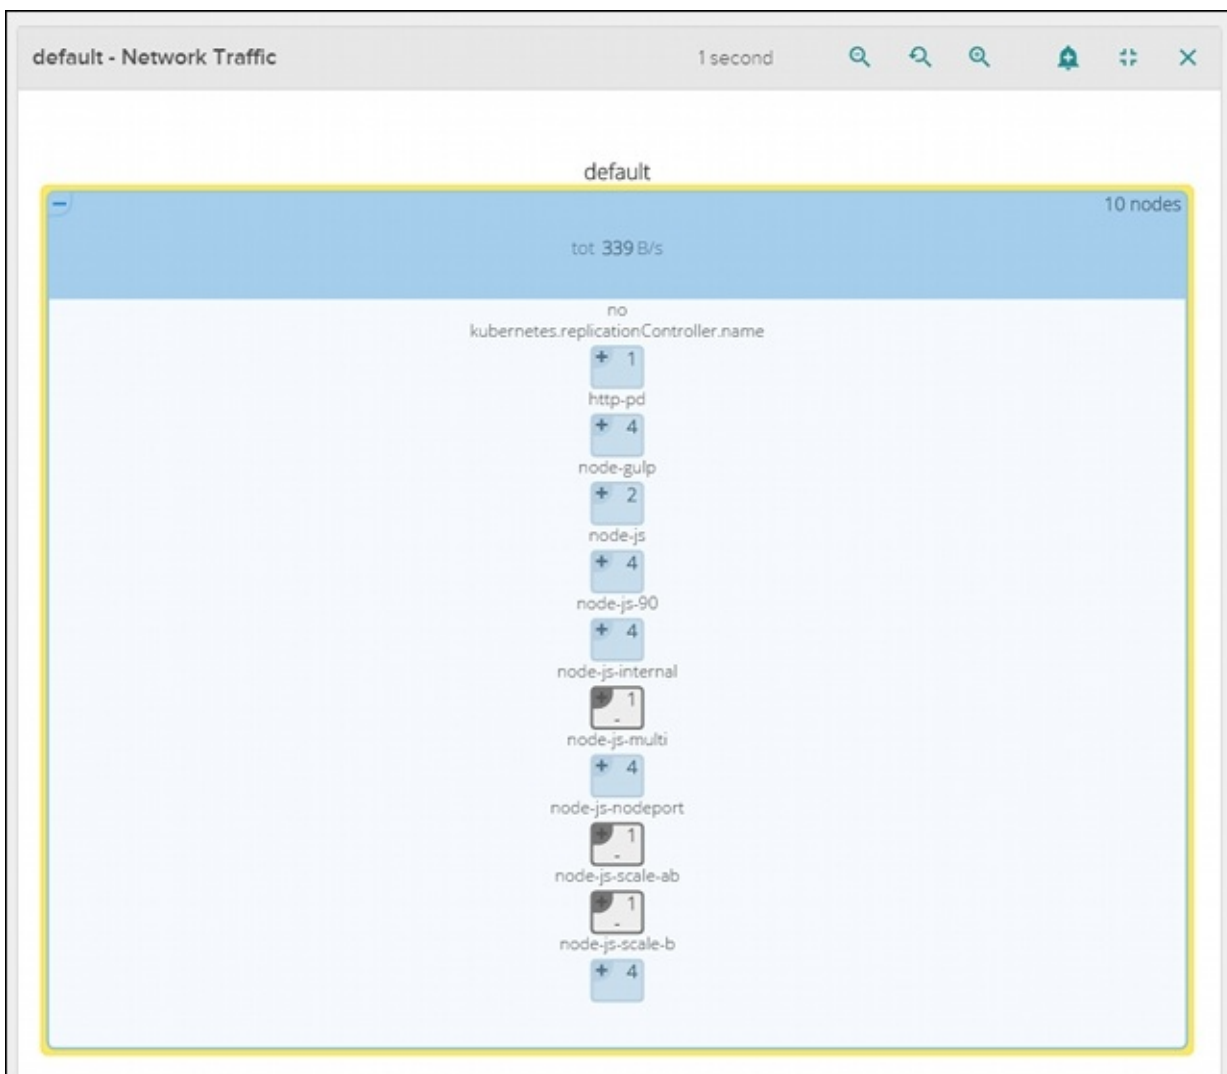 default - Network Traffic 1 second
default
10 nodes
tot 339 B/s
no
kubernetes.replicationController.name
+ 1
http-pd
+ 4
node-gulp
+ 2
node-js
+ 4
node-js-90
+ 4
node-js-internal
+ 1
-
node-js-multi
+ 4
node-js-nodeport
+ 1
-
node-js-scale-ab
+ 1
-
node-js-scale-b
+ 4